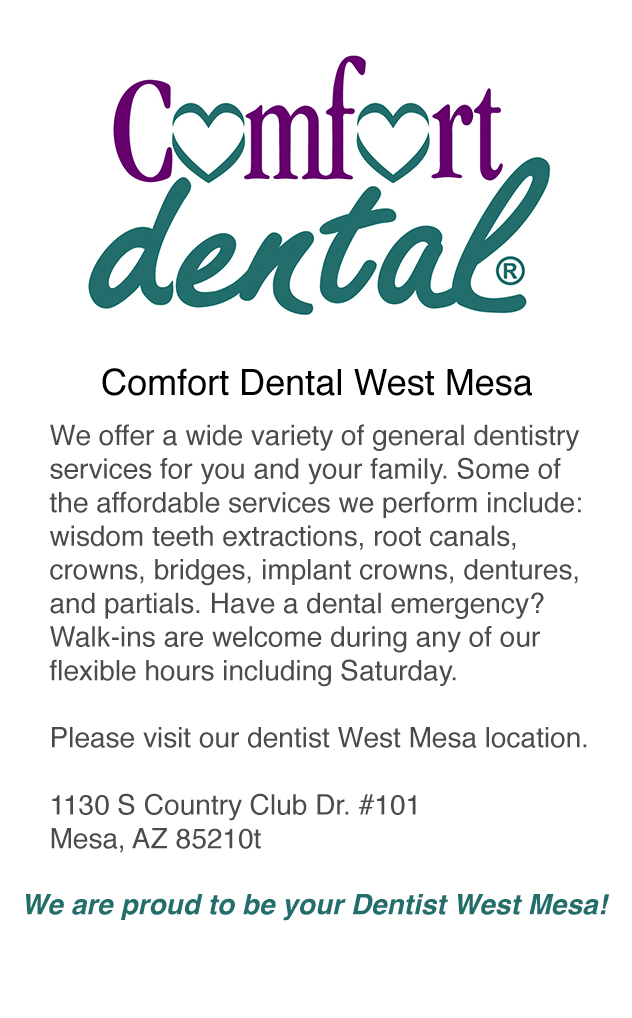 Comfort
dental®
Comfort Dental West Mesa
We offer a wide variety of general dentistry
services for you and your family. Some of
the affordable services we perform include:
wisdom teeth extractions, root canals,
crowns, bridges, implant crowns, dentures,
and partials. Have a dental emergency?
Walk-ins are welcome during any of our
flexible hours including Saturday.
Please visit our dentist West Mesa location.
1130 S Country Club Dr. #101
Mesa, AZ 85210t
We are proud to be your Dentist West Mesa!